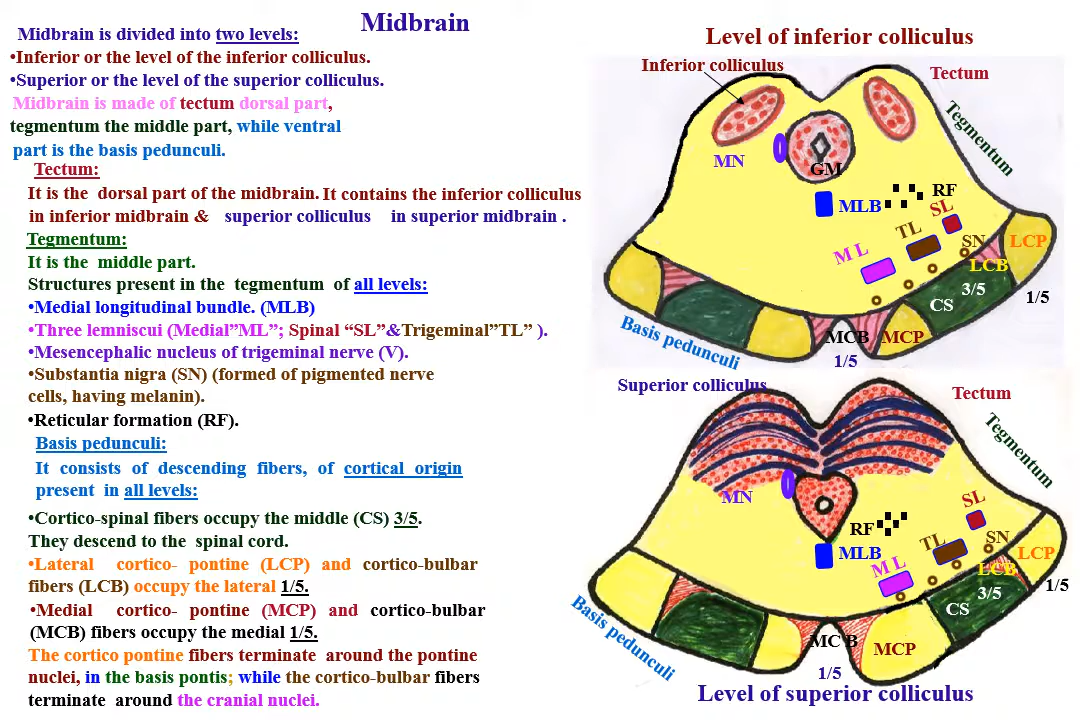 Midbrain
Midbrain is divided into two levels:
•Inferior or the level of the inferior colliculus.
•Superior or the level of the superior colliculus.
Midbrain is made of tectum dorsal part,
tegmentum the middle part, while ventral
part is the basis pedunculi.
Tectum:
It is the dorsal part of the midbrain. It contains the inferior colliculus
in inferior midbrain & superior colliculus in superior midbrain .
Tegmentum:
It is the middle part.
Structures present in the tegmentum of all levels:
•Medial longitudinal bundle. (MLB)
•Three lemniscui (Medial”ML”; Spinal “SL”&Trigeminal”TL” ).
•Mesencephalic nucleus of trigeminal nerve (V).
•Substantia nigra (SN) (formed of pigmented nerve
cells, having melanin).
•Reticular formation (RF).
Basis pedunculi:
It consists of descending fibers, of cortical origin
present in all levels:
•Cortico-spinal fibers occupy the middle (CS) 3/5.
They descend to the spinal cord.
•Lateral cortico- pontine (LCP) and cortico-bulbar
fibers (LCB) occupy the lateral 1/5.
•Medial cortico- pontine (MCP) and cortico-bulbar
(MCB) fibers occupy the medial 1/5.
The cortico pontine fibers terminate around the pontine
nuclei, in the basis pontis; while the cortico-bulbar fibers
terminate around the cranial nuclei.
Level of inferior colliculus
Inferior colliculus
Tectum
Tegmentum
MN
GM
MLB
RF
SL
TL
ML
SN
LCP
LCB
3/5
CS
1/5
Basis pedunculi
MCB
MCP
1/5
Superior colliculus
Tectum
Tegmentum
MN
RF
SL
MLB
TL
SN
LCP
ML
LCB
1/5
3/5
CS
Basis pedunculi
MCB
MCP
1/5
Level of superior colliculus